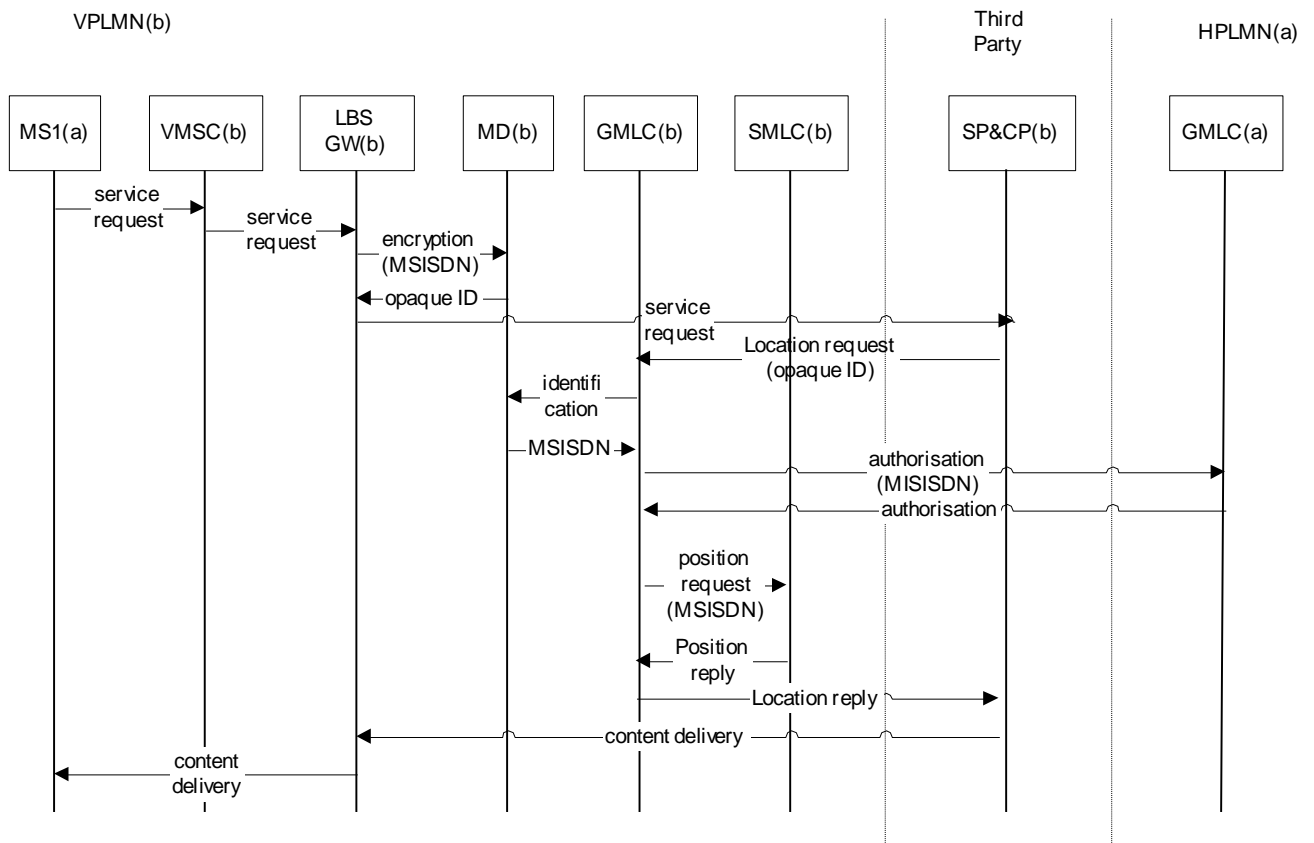 VPLMN(b)
Third
Party
HPLMN(a)
MS1(a)
VMSC(b)
LBS
GW(b)
MD(b)
GMLC(b)
SMLC(b)
SP&CP(b)
GMLC(a)
service
request
service
request
encryption
(MSISDN)
opaque ID
service
request
Location request
(opaque ID)
identifi
cation
MSISDN
authorisation
(MISISDN)
authorisation
position
request
(MSISDN)
Position
reply
Location reply
content delivery
content
delivery